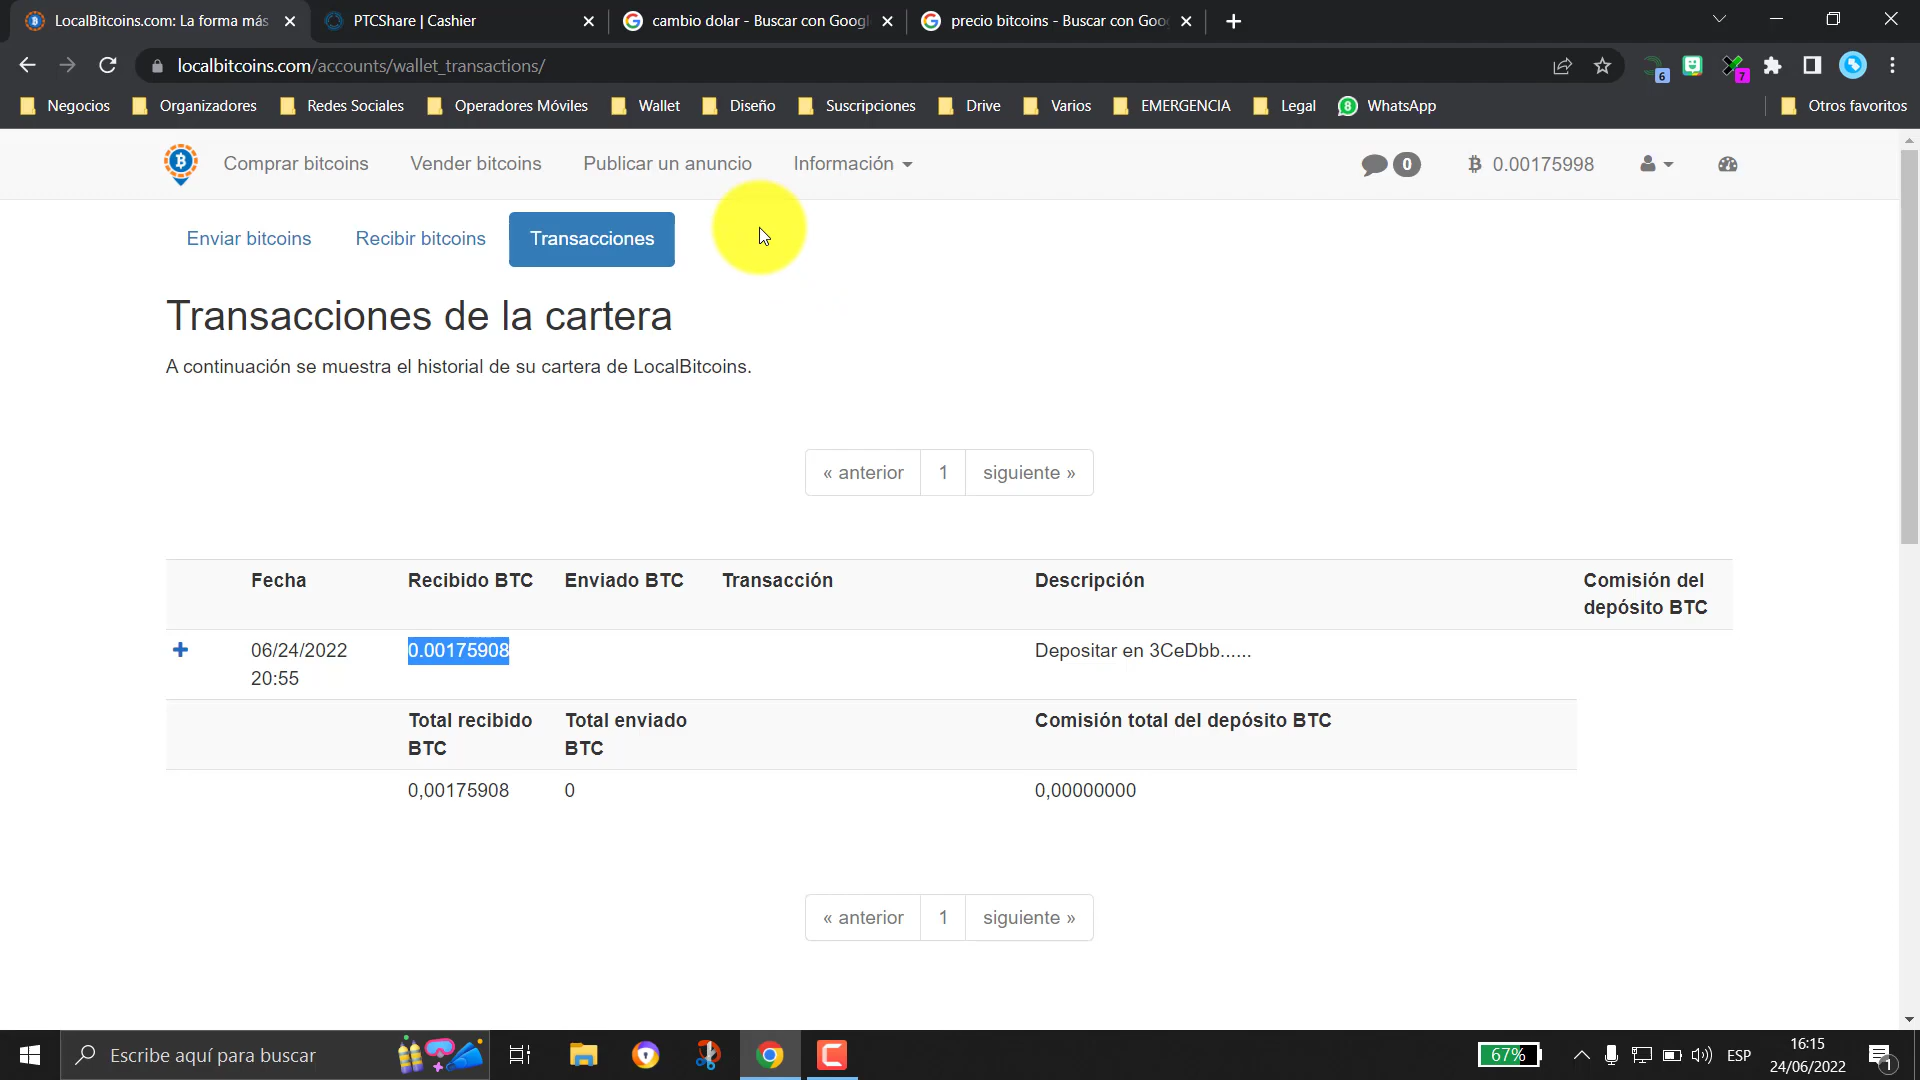 LocalBitcoins.com: La forma más
PTCShare | Cashier
cambio dolar - Buscar con Google
precio bitcoins - Buscar con Goo
localbitcoins.com/accounts/wallet_transactions/
6
7
Negocios
Organizadores
Redes Sociales
Operadores Móviles
Wallet
Diseño
Suscripciones
Drive
Varios
EMERGENCIA
Legal
8
WhatsApp
Otros favoritos
Comprar bitcoins
Vender bitcoins
Publicar un anuncio
Información
0
0.00175998
Enviar bitcoins
Recibir bitcoins
Transacciones
Transacciones de la cartera
A continuación se muestra el historial de su cartera de LocalBitcoins.
« anterior 1 siguiente »
Fecha Recibido BTC Enviado BTC Transacción Descripción Comisión del
depósito BTC
06/24/2022 0.00175908 Depositar en 3CeDbb......
20:55
Total recibido Total enviado Comisión total del depósito BTC
BTC BTC
0,00175908 0 0,00000000
« anterior 1 siguiente »
Escribe aquí para buscar
67%
ESP
16:15
24/06/2022
1